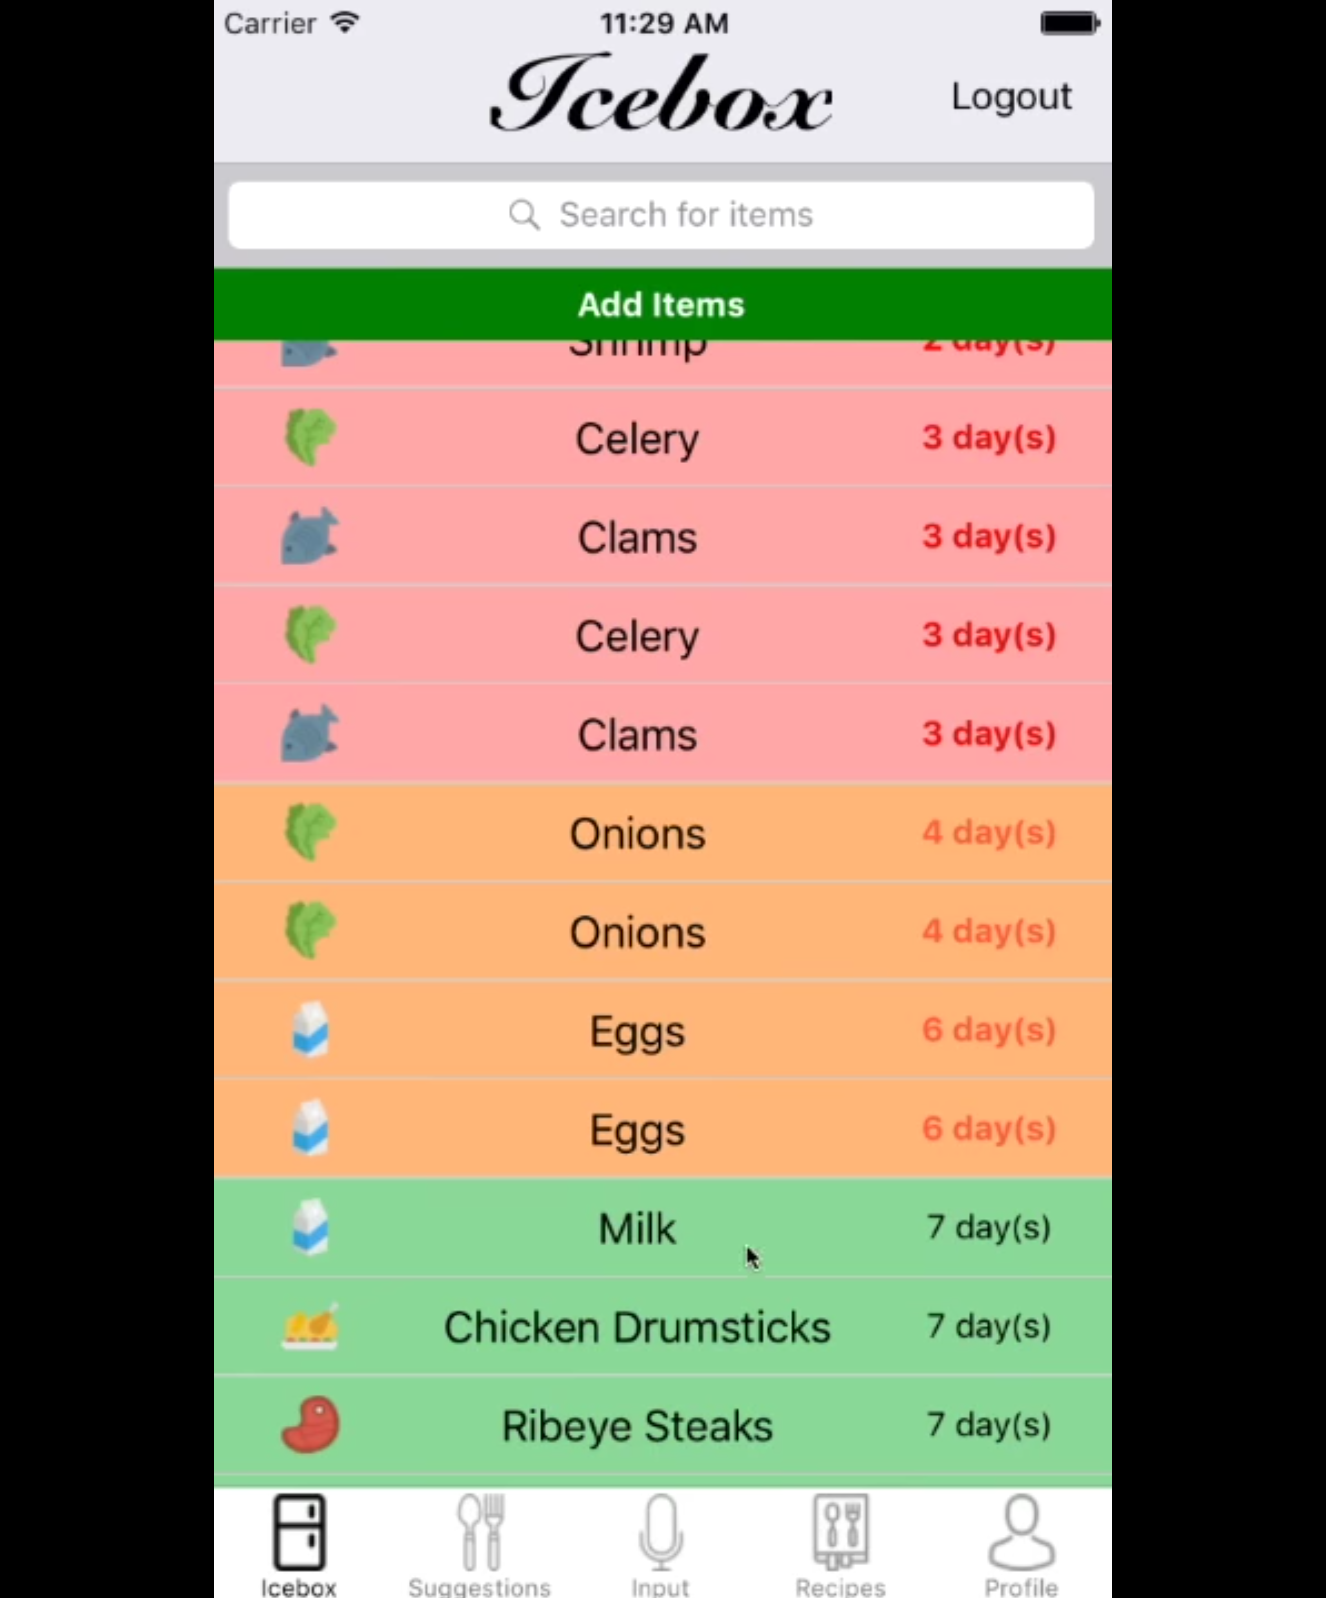 Carrier 11:29 AM
Icebox Logout
Search for items
Add Items
Shrimp 2 day(s)
Celery 3 day(s)
Clams 3 day(s)
Celery 3 day(s)
Clams 3 day(s)
Onions 4 day(s)
Onions 4 day(s)
Eggs 6 day(s)
Eggs 6 day(s)
Milk 7 day(s)
Chicken Drumsticks 7 day(s)
Ribeye Steaks 7 day(s)
Icebox Suggestions Input Recipes Profile